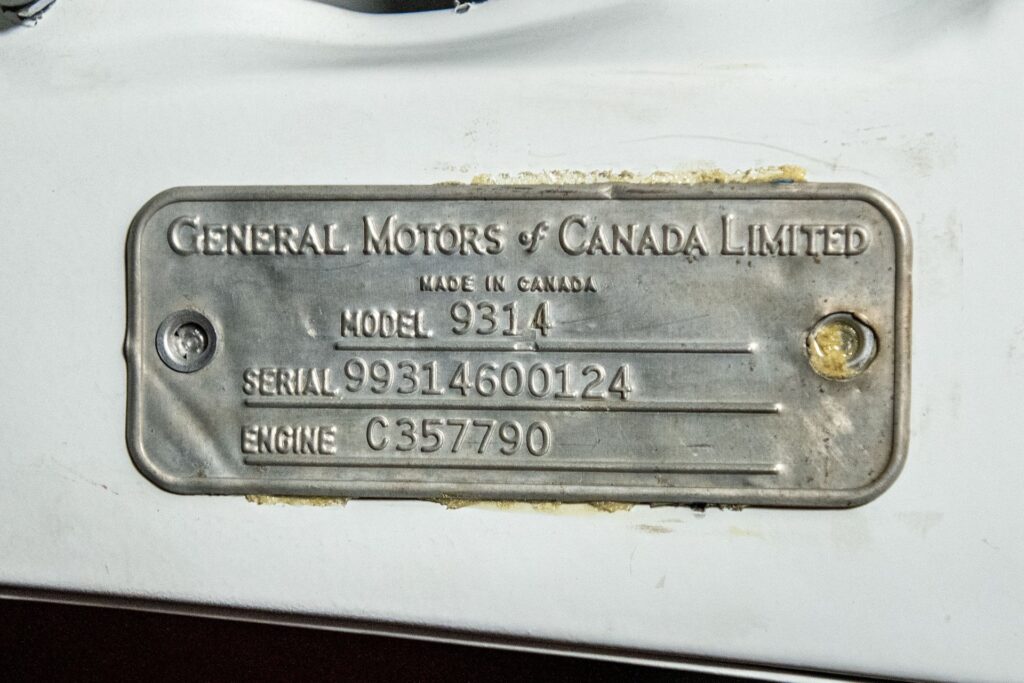 GENERAL MOTORS of CANADA LIMITED
MADE IN CANADA
MODEL 9314
SERIAL 99314600124
ENGINE C357790